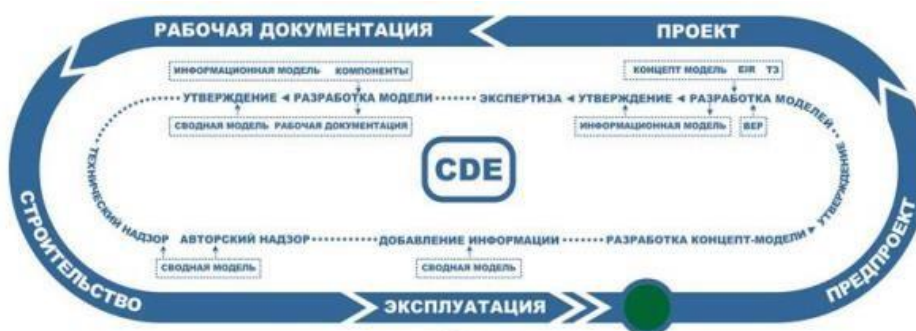 РАБОЧАЯ ДОКУМЕНТАЦИЯ
ПРОЕКТ
ИНФОРМАЦИОННАЯ МОДЕЛЬ КОМПОНЕНТЫ
КОНЦЕПТ МОДЕЛЬ EIR ТЗ
УТВЕРЖДЕНИЕ ◄ РАЗРАБОТКА МОДЕЛИ
ЭКСПЕРТИЗА ◄ УТВЕРЖДЕНИЕ ◄ РАЗРАБОТКА МОДЕЛЕЙ
СВОДНАЯ МОДЕЛЬ РАБОЧАЯ ДОКУМЕНТАЦИЯ
ИНФОРМАЦИОННАЯ МОДЕЛЬ
BEP
CDE
ТЕХНИЧЕСКИЙ НАДЗОР
АВТОРСКИЙ НАДЗОР
ДОБАВЛЕНИЕ ИНФОРМАЦИИ
РАЗРАБОТКА КОНЦЕПТ-МОДЕЛИ ► УТВЕРЖДЕНИЕ
СВОДНАЯ МОДЕЛЬ
СВОДНАЯ МОДЕЛЬ
СТРОИТЕЛЬСТВО
ЭКСПЛУАТАЦИЯ
ПРЕДПРОЕКТ